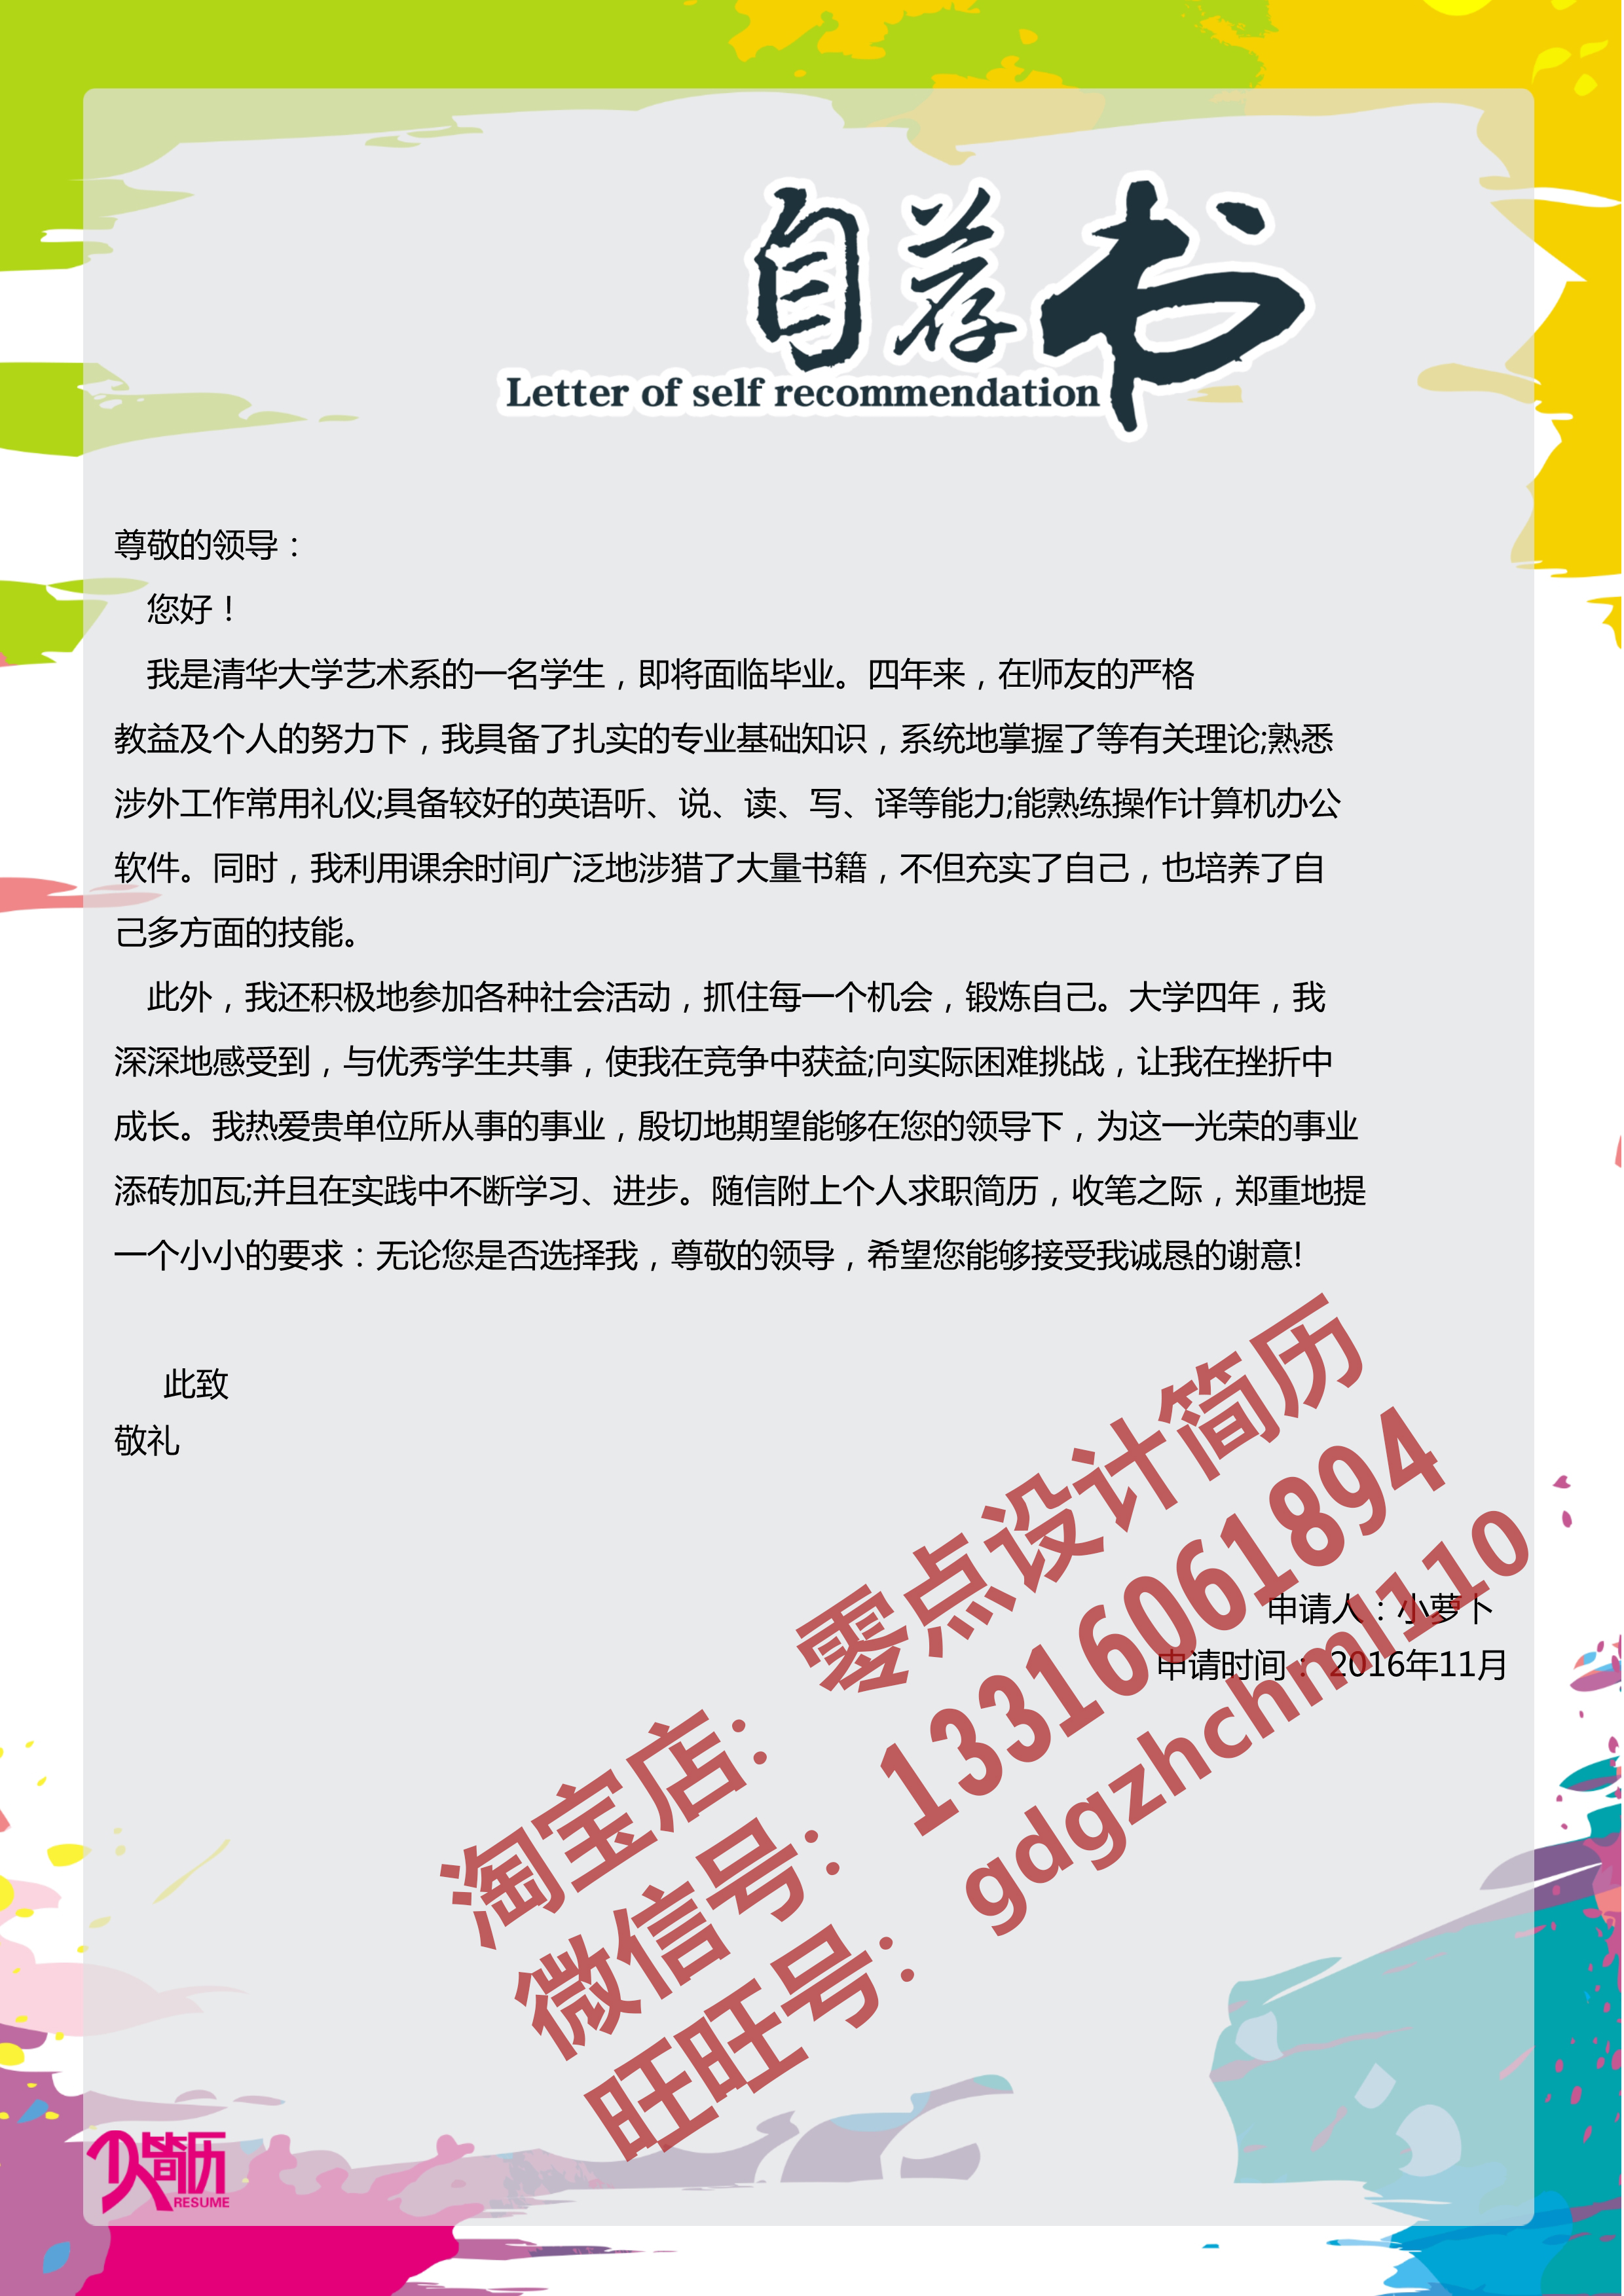 自荐书
Letter of self recommendation
尊敬的领导：
您好！
我是清华大学艺术系的一名学生，即将面临毕业。四年来，在师友的严格
教益及个人的努力下，我具备了扎实的专业基础知识，系统地掌握了等有关理论;熟悉
涉外工作常用礼仪;具备较好的英语听、说、读、写、译等能力;能熟练操作计算机办公
软件。同时，我利用课余时间广泛地涉猎了大量书籍，不但充实了自己，也培养了自
己多方面的技能。
此外，我还积极地参加各种社会活动，抓住每一个机会，锻炼自己。大学四年，我
深深地感受到，与优秀学生共事，使我在竞争中获益;向实际困难挑战，让我在挫折中
成长。我热爱贵单位所从事的事业，殷切地期望能够在您的领导下，为这一光荣的事业
添砖加瓦;并且在实践中不断学习、进步。随信附上个人求职简历，收笔之际，郑重地提
一个小小的要求：无论您是否选择我，尊敬的领导，希望您能够接受我诚恳的谢意!
此致
敬礼
申请人：小萝卜
申请时间： 2016年11月
淘宝店： 零点设计简历
微信号： 13316061894
旺旺号： gdgzhchml110
简历
RESUME